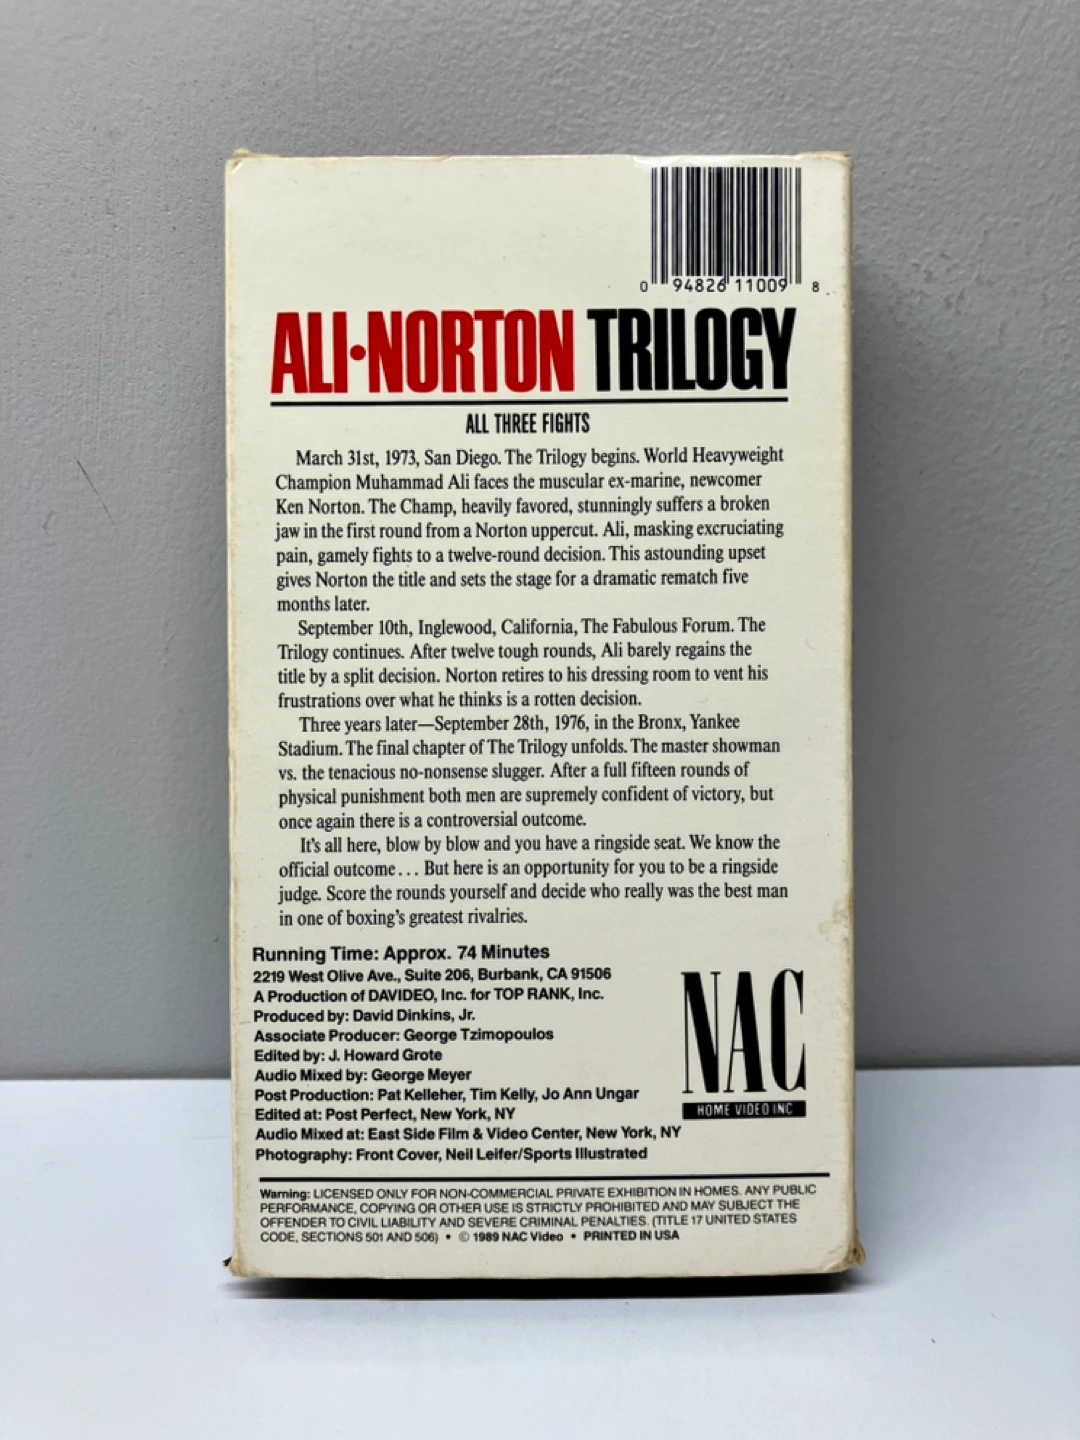 0 94826 11009 8
ALI•NORTON TRILOGY
ALL THREE FIGHTS
March 31st, 1973, San Diego. The Trilogy begins. World Heavyweight
Champion Muhammad Ali faces the muscular ex-marine, newcomer
Ken Norton. The Champ, heavily favored, stunningly suffers a broken
jaw in the first round from a Norton uppercut. Ali, masking excruciating
pain, gamely fights to a twelve-round decision. This astounding upset
gives Norton the title and sets the stage for a dramatic rematch five
months later.
September 10th, Inglewood, California, The Fabulous Forum. The
Trilogy continues. After twelve tough rounds, Ali barely regains the
title by a split decision. Norton retires to his dressing room to vent his
frustrations over what he thinks is a rotten decision.
Three years later—September 28th, 1976, in the Bronx, Yankee
Stadium. The final chapter of The Trilogy unfolds. The master showman
vs. the tenacious no-nonsense slugger. After a full fifteen rounds of
physical punishment both men are supremely confident of victory, but
once again there is a controversial outcome.
It's all here, blow by blow and you have a ringside seat. We know the
official outcome... But here is an opportunity for you to be a ringside
judge. Score the rounds yourself and decide who really was the best man
in one of boxing's greatest rivalries.
Running Time: Approx. 74 Minutes
2219 West Olive Ave., Suite 206, Burbank, CA 91506
A Production of DAVIDEO, Inc. for TOP RANK, Inc.
Produced by: David Dinkins, Jr.
Associate Producer: George Tzimopoulos
Edited by: J. Howard Grote
Audio Mixed by: George Meyer
Post Production: Pat Kelleher, Tim Kelly, Jo Ann Ungar
Edited at: Post Perfect, New York, NY
Audio Mixed at: East Side Film & Video Center, New York, NY
Photography: Front Cover, Neil Leifer/Sports Illustrated
NAC
HOME VIDEO INC
Warning: LICENSED ONLY FOR NON-COMMERCIAL PRIVATE EXHIBITION IN HOMES. ANY PUBLIC
PERFORMANCE, COPYING OR OTHER USE IS STRICTLY PROHIBITED AND MAY SUBJECT THE
OFFENDER TO CIVIL LIABILITY AND SEVERE CRIMINAL PENALTIES. (TITLE 17 UNITED STATES
CODE, SECTIONS 501 AND 506) • © 1989 NAC Video • PRINTED IN USA